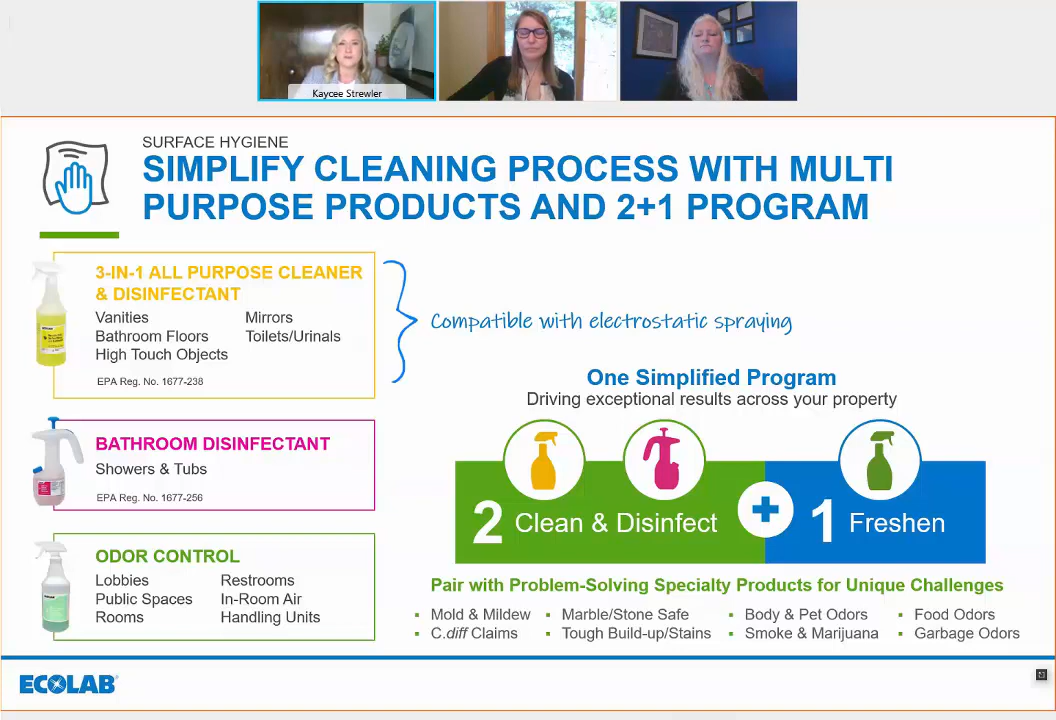 Kaycee Strewler
SURFACE HYGIENE
SIMPLIFY CLEANING PROCESS WITH MULTI
PURPOSE PRODUCTS AND 2+1 PROGRAM
3-IN-1 ALL PURPOSE CLEANER
& DISINFECTANT
Vanities Mirrors
Bathroom Floors Toilets/Urinals
High Touch Objects
EPA Reg. No. 1677-238
Compatible with electrostatic spraying
BATHROOM DISINFECTANT
Showers & Tubs
EPA Reg. No. 1677-256
ODOR CONTROL
Lobbies Restrooms
Public Spaces In-Room Air
Rooms Handling Units
One Simplified Program
Driving exceptional results across your property
2 Clean & Disinfect + 1 Freshen
Pair with Problem-Solving Specialty Products for Unique Challenges
▪ Mold & Mildew ▪ Marble/Stone Safe ▪ Body & Pet Odors ▪ Food Odors
▪ C.diff Claims ▪ Tough Build-up/Stains ▪ Smoke & Marijuana ▪ Garbage Odors
ECOLAB